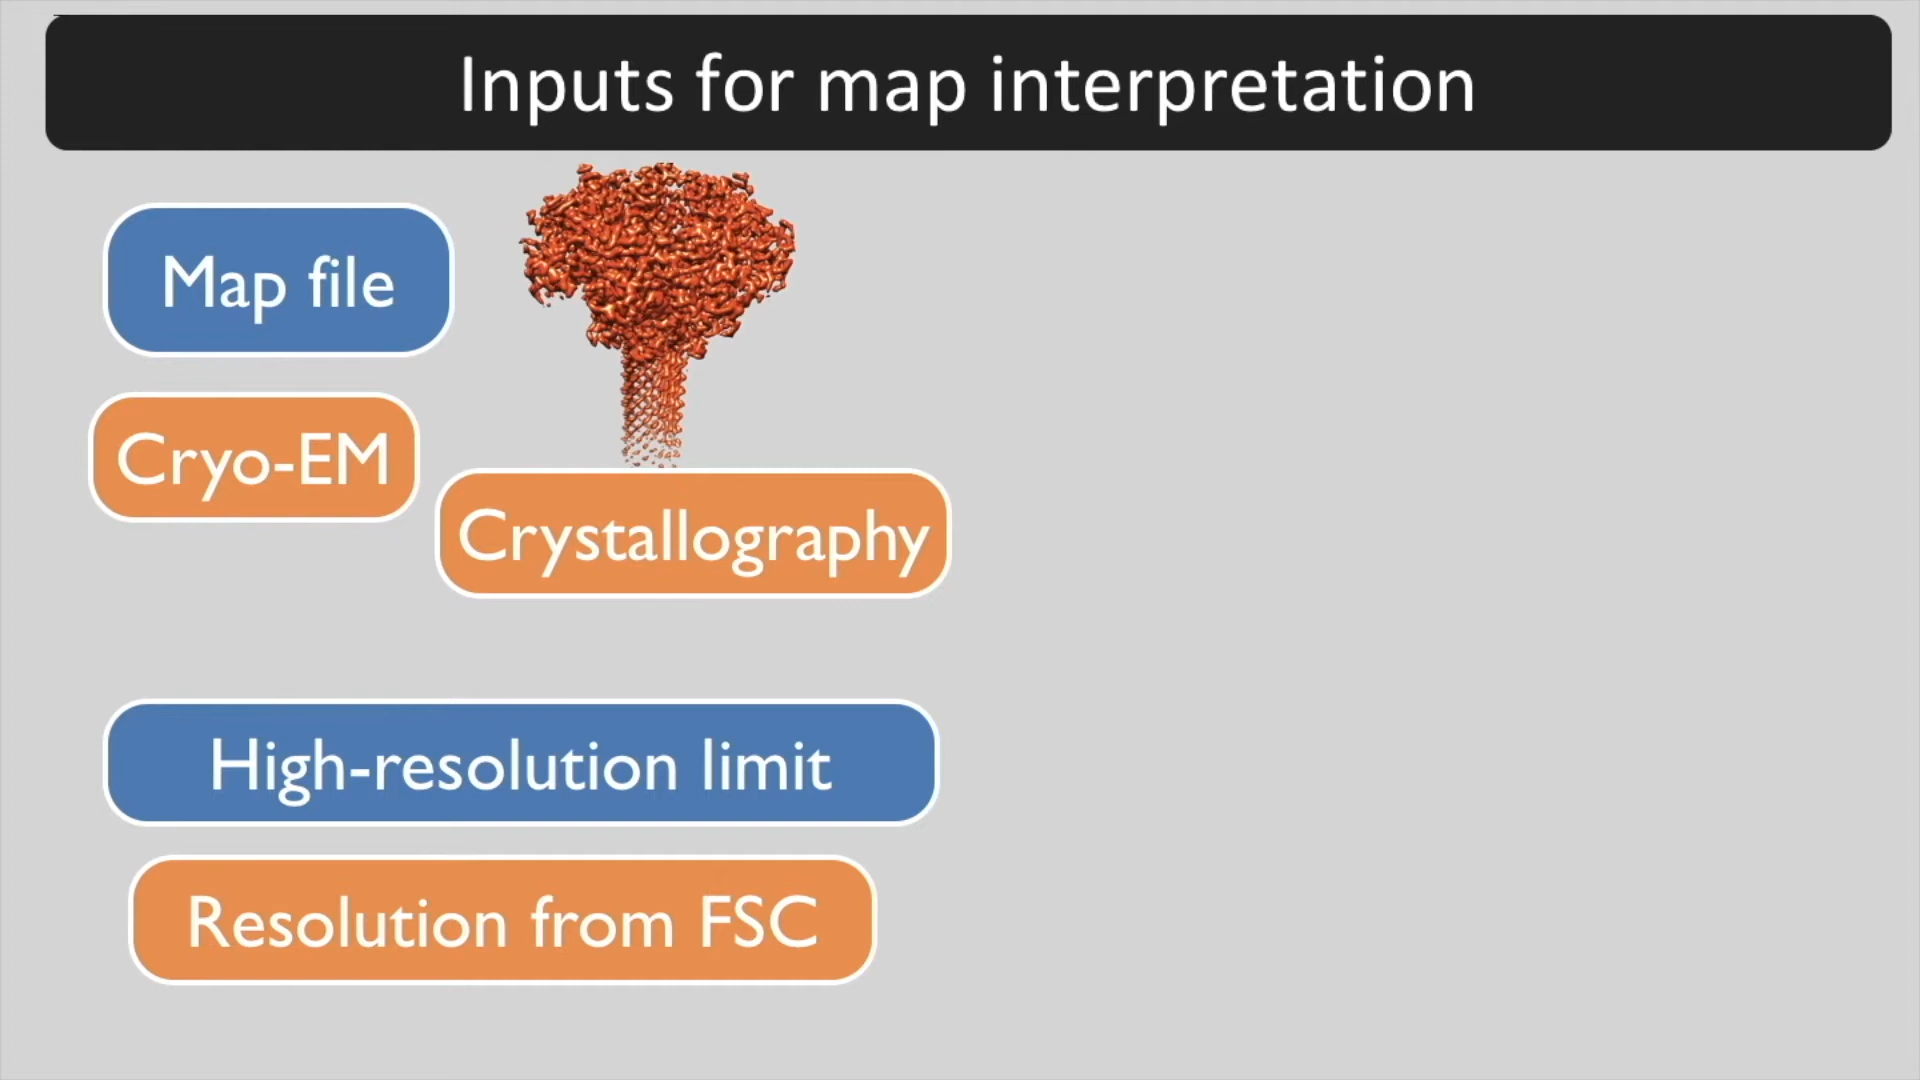 Inputs for map interpretation
Map file
Cryo-EM
Crystallography
High-resolution limit
Resolution from FSC